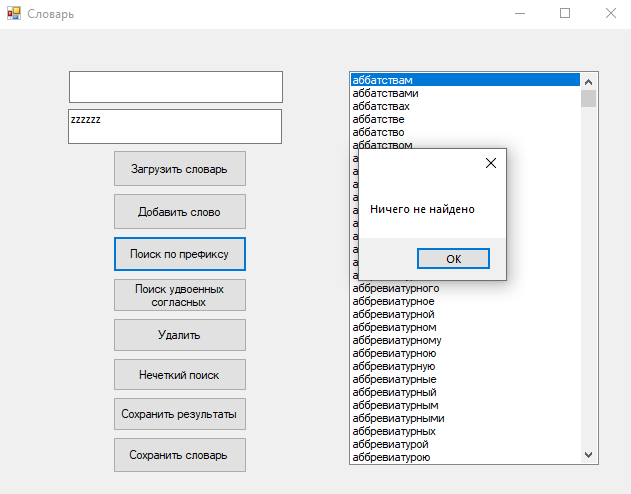 Словарь
zzzzzz
Загрузить словарь
Добавить слово
Поиск по префиксу
Поиск удвоенных
согласных
Удалить
Нечеткий поиск
Сохранить результаты
Сохранить словарь
аббатствам
аббатствами
аббатствах
аббатстве
аббатство
аббатством
Ничего не найдено
OK
аббревиатурного
аббревиатурное
аббревиатурной
аббревиатурном
аббревиатурному
аббревиатурною
аббревиатурную
аббревиатурные
аббревиатурный
аббревиатурным
аббревиатурными
аббревиатурных
аббревиатурой
аббревиатурою